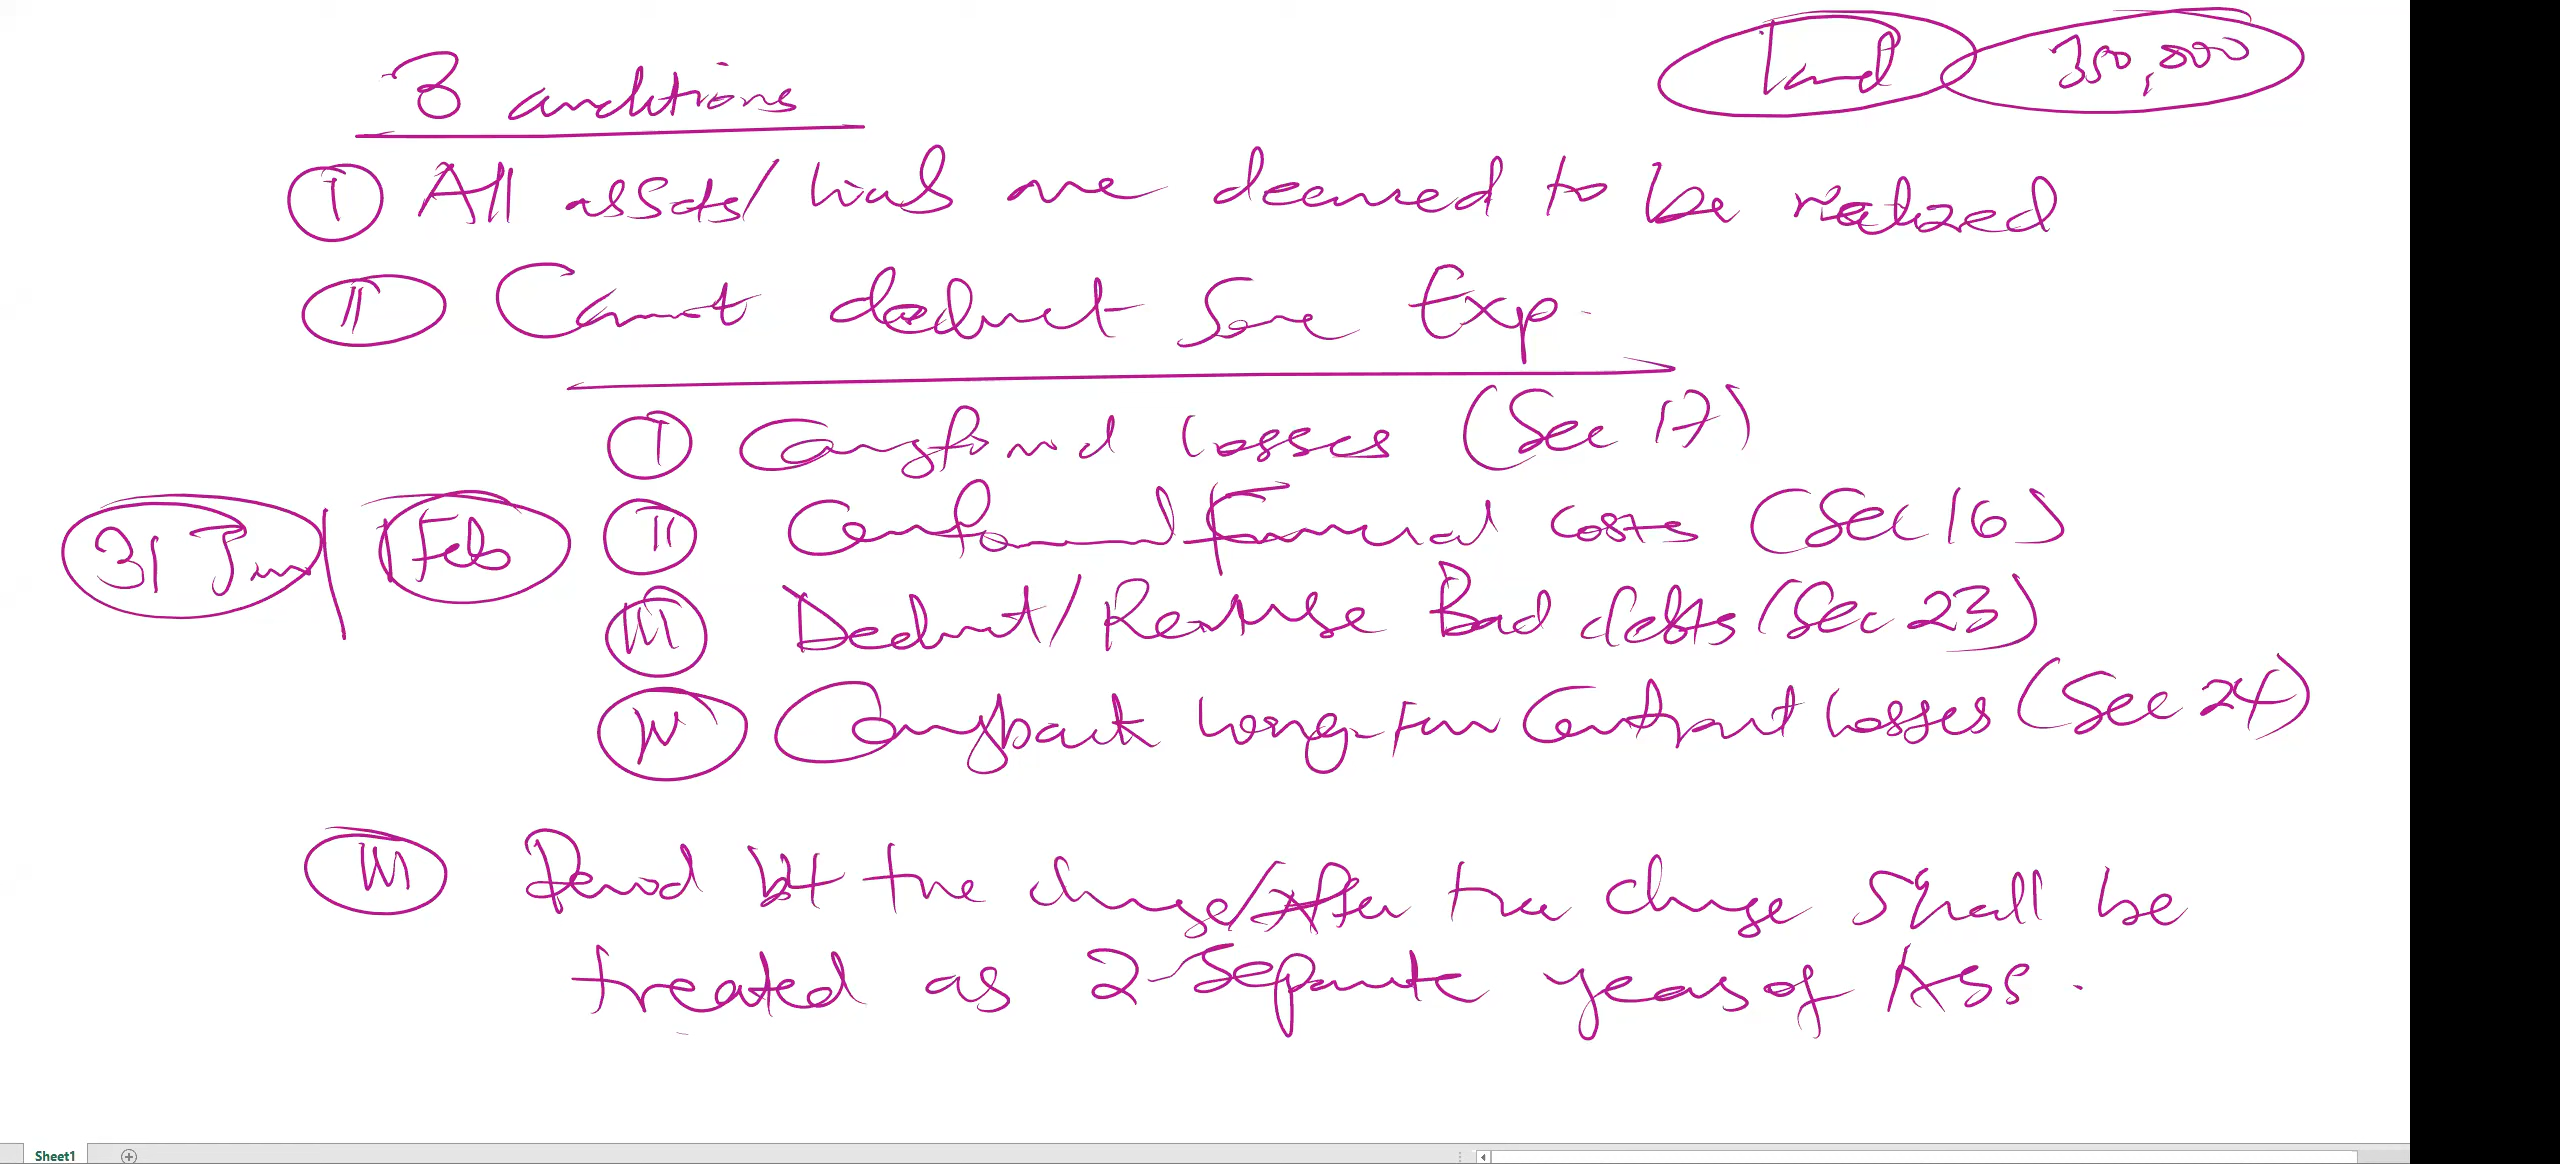 3 conditions
Land 350,000
I All assets/liab are deemed to be realized
II Cannot deduct some Exp.
I Carryforward losses (Sec 17)
31 Jan | 1 Feb
II Carryforward Financial costs (Sec 16)
III Deduct/Reverse Bad debts (Sec 23)
IV Carryback Long-term Contract losses (Sec 24)
III Period b4 the change/After the change shall be
treated as 2-separate years of Ass.
Sheet1